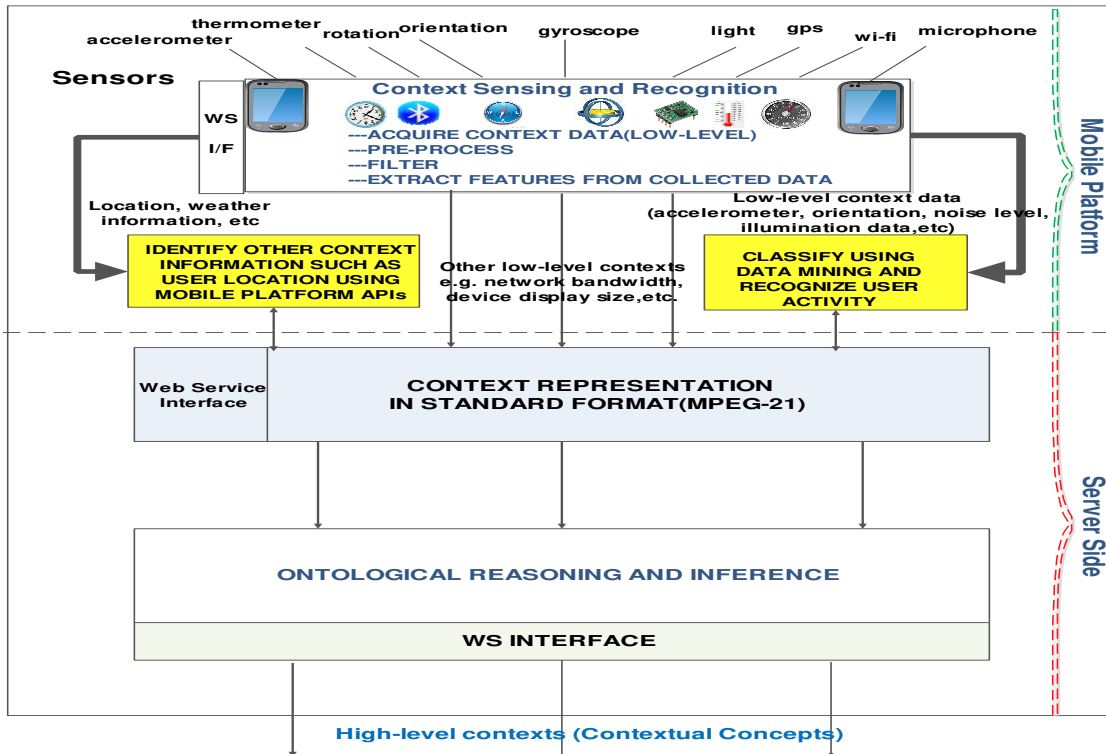 thermometer
accelerometer
rotation
orientation
gyroscope
light
gps
wi-fi
microphone
Sensors
WS
I/F
Context Sensing and Recognition
---ACQUIRE CONTEXT DATA(LOW-LEVEL)
---PRE-PROCESS
---FILTER
---EXTRACT FEATURES FROM COLLECTED DATA
Mobile Platform
Location, weather
information, etc
Low-level context data
(accelerometer, orientation, noise level,
illumination data,etc)
IDENTIFY OTHER CONTEXT
INFORMATION SUCH AS
USER LOCATION USING
MOBILE PLATFORM APIs
Other low-level contexts
e.g. network bandwidth,
device display size,etc.
CLASSIFY USING
DATA MINING AND
RECOGNIZE USER
ACTIVITY
Web Service
Interface
CONTEXT REPRESENTATION
IN STANDARD FORMAT(MPEG-21)
Server Side
ONTOLOGICAL REASONING AND INFERENCE
WS INTERFACE
High-level contexts (Contextual Concepts)